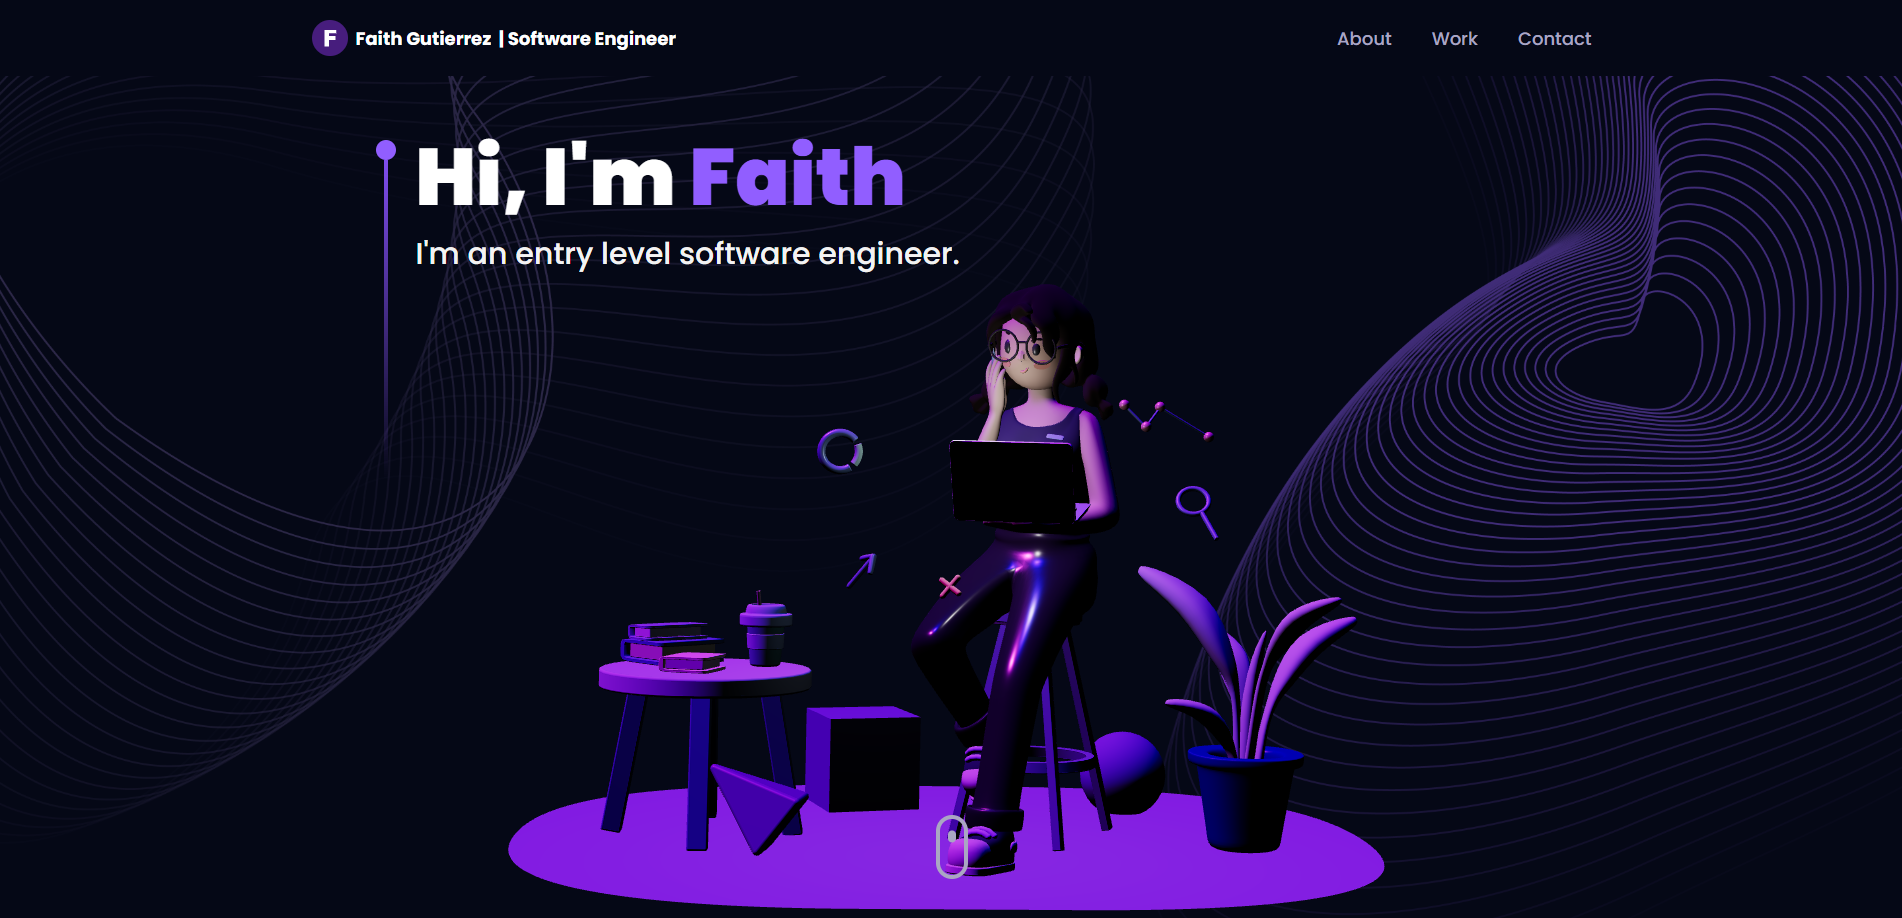 F Faith Gutierrez | Software Engineer
About Work Contact
Hi, I'm Faith
I'm an entry level software engineer.